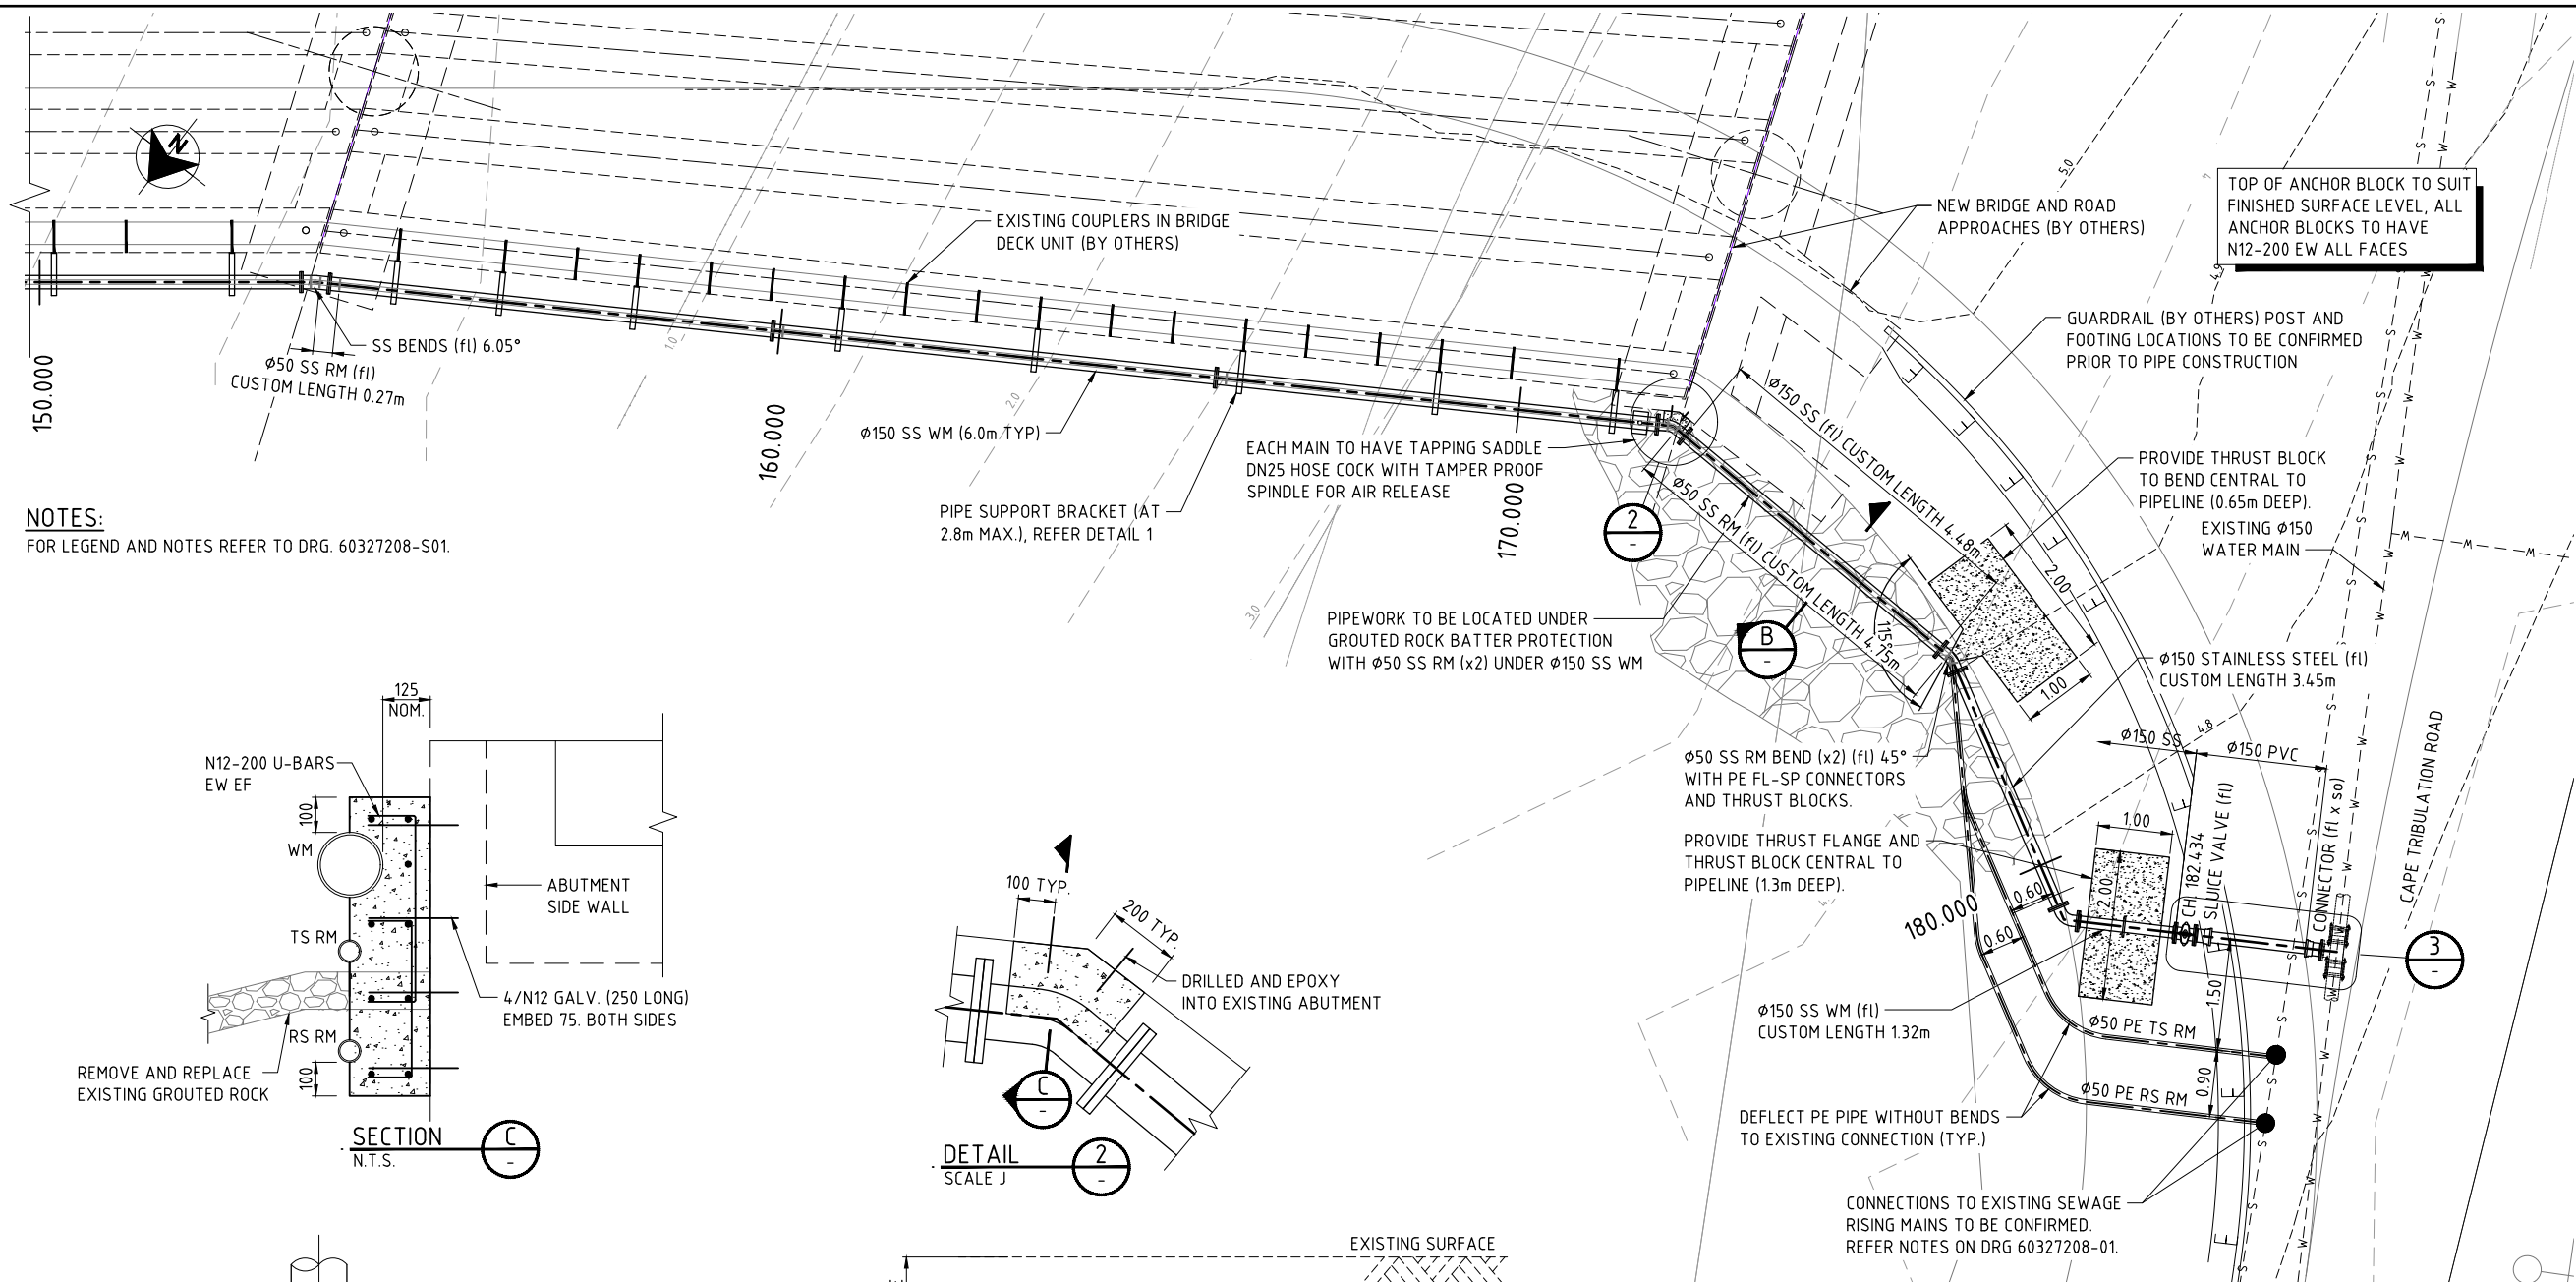 N
5.0
TOP OF ANCHOR BLOCK TO SUIT
FINISHED SURFACE LEVEL, ALL
ANCHOR BLOCKS TO HAVE
N12-200 EW ALL FACES
4.9
EXISTING COUPLERS IN BRIDGE
DECK UNIT (BY OTHERS)
NEW BRIDGE AND ROAD
APPROACHES (BY OTHERS)
GUARDRAIL (BY OTHERS) POST AND
FOOTING LOCATIONS TO BE CONFIRMED
PRIOR TO PIPE CONSTRUCTION
SS BENDS (fl) 6.05°
Ø50 SS RM (fl)
CUSTOM LENGTH 0.27m
150.000
1.0
2.0
3.0
160.000
Ø150 SS WM (6.0m TYP)
PIPE SUPPORT BRACKET (AT
2.8m MAX.), REFER DETAIL 1
EACH MAIN TO HAVE TAPPING SADDLE
DN25 HOSE COCK WITH TAMPER PROOF
SPINDLE FOR AIR RELEASE
170.000
Ø150 SS (fl) CUSTOM LENGTH 4.48m
Ø50 SS RM (fl) CUSTOM LENGTH 4.75m
2
-
PROVIDE THRUST BLOCK
TO BEND CENTRAL TO
PIPELINE (0.65m DEEP).
EXISTING Ø150
WATER MAIN
2.00
1.00
115°
B
-
NOTES:
FOR LEGEND AND NOTES REFER TO DRG. 60327208-S01.
PIPEWORK TO BE LOCATED UNDER
GROUTED ROCK BATTER PROTECTION
WITH Ø50 SS RM (x2) UNDER Ø150 SS WM
Ø150 STAINLESS STEEL (fl)
CUSTOM LENGTH 3.45m
4.8
Ø150 SS
Ø150 PVC
CAPE TRIBULATION ROAD
Ø50 SS RM BEND (x2) (fl) 45°
WITH PE FL-SP CONNECTORS
AND THRUST BLOCKS.
PROVIDE THRUST FLANGE AND
THRUST BLOCK CENTRAL TO
PIPELINE (1.3m DEEP).
1.00
2.00
CH. 182.434
SLUICE VALVE (fl)
CONNECTOR (fl x so)
180.000
0.60
0.60
3
-
Ø150 SS WM (fl)
CUSTOM LENGTH 1.32m
1.50
Ø50 PE TS RM
0.90
Ø50 PE RS RM
DEFLECT PE PIPE WITHOUT BENDS
TO EXISTING CONNECTION (TYP.)
CONNECTIONS TO EXISTING SEWAGE
RISING MAINS TO BE CONFIRMED.
REFER NOTES ON DRG 60327208-01.
125
NOM.
N12-200 U-BARS
EW EF
100
WM
ABUTMENT
SIDE WALL
TS RM
4/N12 GALV. (250 LONG)
EMBED 75. BOTH SIDES
RS RM
100
REMOVE AND REPLACE
EXISTING GROUTED ROCK
SECTION
N.T.S.
C
-
100 TYP.
200 TYP.
DRILLED AND EPOXY
INTO EXISTING ABUTMENT
C
-
DETAIL
SCALE J
2
-
EXISTING SURFACE